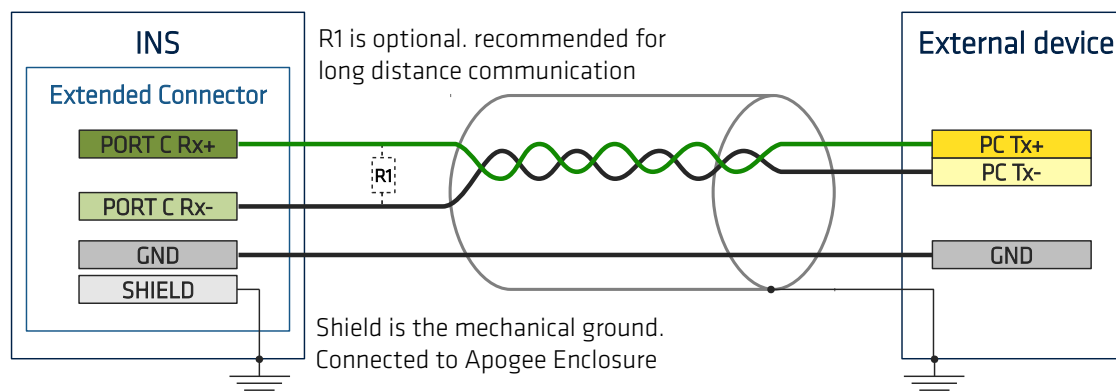 INS
Extended Connector
PORT C Rx+
PORT C Rx-
GND
SHIELD
R1 is optional. recommended for
long distance communication
R1
Shield is the mechanical ground.
Connected to Apogee Enclosure
External device
PC Tx+
PC Tx-
GND